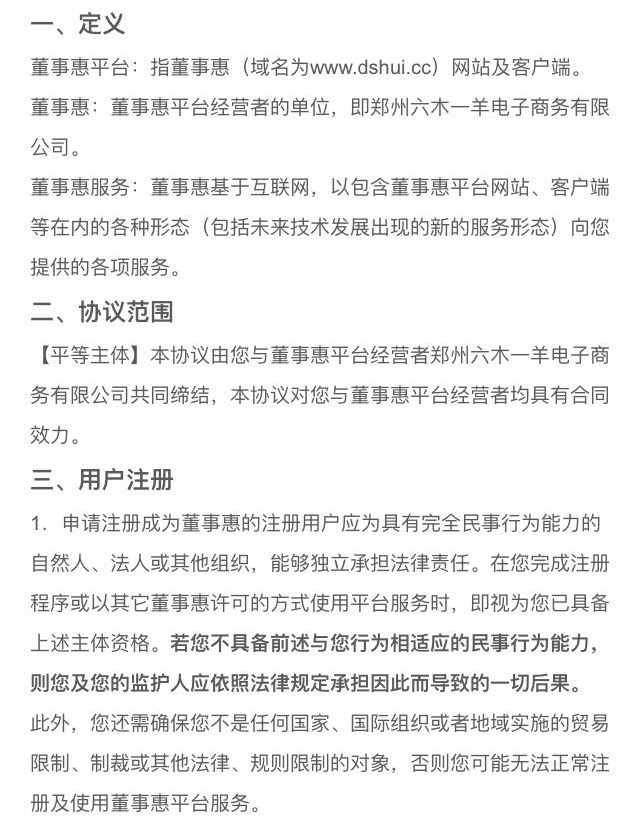 一、定义
董事惠平台：指董事惠（域名为www.dshui.cc）网站及客户端。
董事惠：董事惠平台经营者的单位，即郑州六木一羊电子商务有限
公司。
董事惠服务：董事惠基于互联网，以包含董事惠平台网站、客户端
等在内的各种形态（包括未来技术发展出现的新的服务形态）向您
提供的各项服务。
二、协议范围
【平等主体】本协议由您与董事惠平台经营者郑州六木一羊电子商
务有限公司共同缔结，本协议对您与董事惠平台经营者均具有合同
效力。
三、用户注册
1．申请注册成为董事惠的注册用户应为具有完全民事行为能力的
自然人、法人或其他组织，能够独立承担法律责任。在您完成注册
程序或以其它董事惠许可的方式使用平台服务时，即视为您已具备
上述主体资格。若您不具备前述与您行为相适应的民事行为能力，
则您及您的监护人应依照法律规定承担因此而导致的一切后果。
此外，您还需确保您不是任何国家、国际组织或者地域实施的贸易
限制、制裁或其他法律、规则限制的对象，否则您可能无法正常注
册及使用董事惠平台服务。